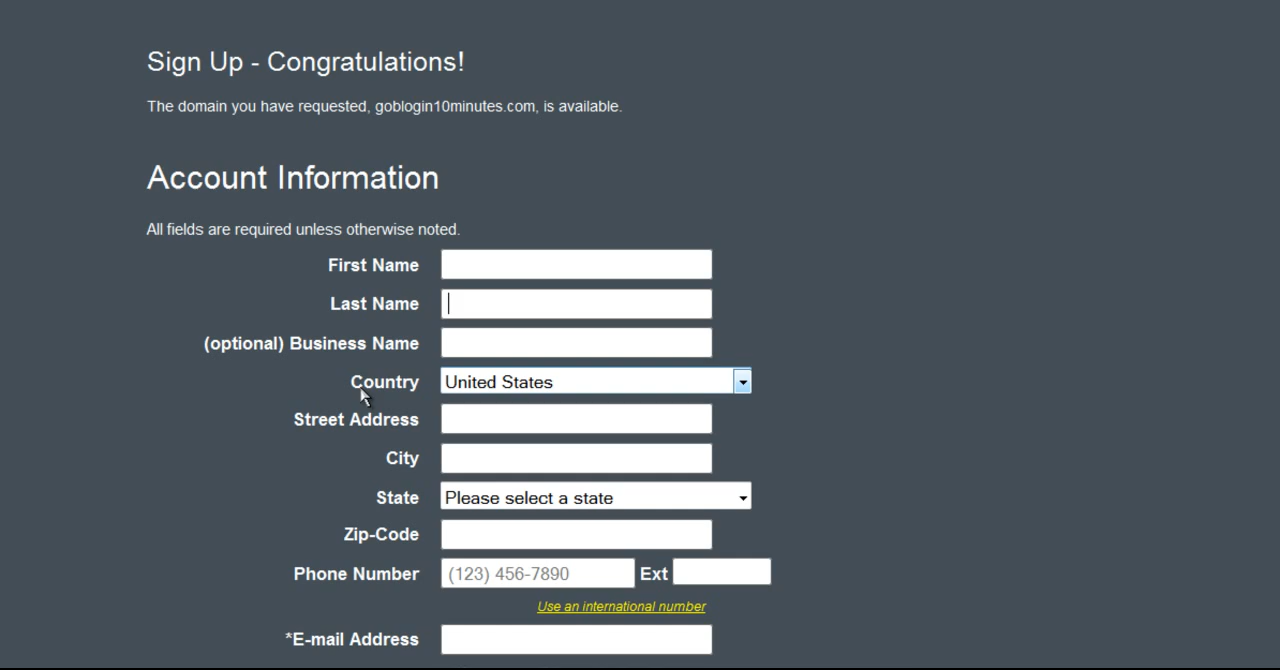 Sign Up - Congratulations!
The domain you have requested, goblogin10minutes.com, is available.
Account Information
All fields are required unless otherwise noted.
First Name
Last Name
(optional) Business Name
Country United States
Street Address
City
State Please select a state
Zip-Code
Phone Number (123) 456-7890 Ext
Use an international number
*E-mail Address